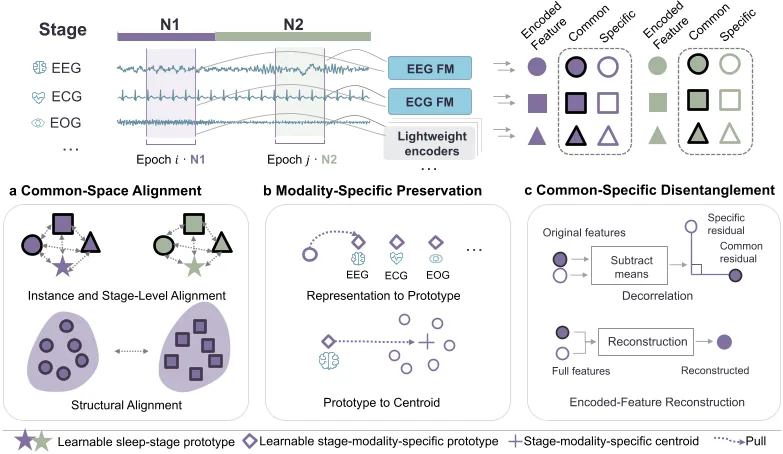 Stage
N1
N2
EEG
ECG
EOG
...
Epoch i · N1
Epoch j · N2
EEG FM
ECG FM
Lightweight
encoders
...
Encoded
Feature
Common
Specific
Encoded
Feature
Common
Specific
a Common-Space Alignment
Instance and Stage-Level Alignment
Structural Alignment
b Modality-Specific Preservation
EEG
ECG
EOG
...
Representation to Prototype
Prototype to Centroid
c Common-Specific Disentanglement
Original features
Subtract
means
Specific
residual
Common
residual
Decorrelation
Reconstruction
Full features
Reconstructed
Encoded-Feature Reconstruction
Learnable sleep-stage prototype
Learnable stage-modality-specific prototype
Stage-modality-specific centroid
Pull